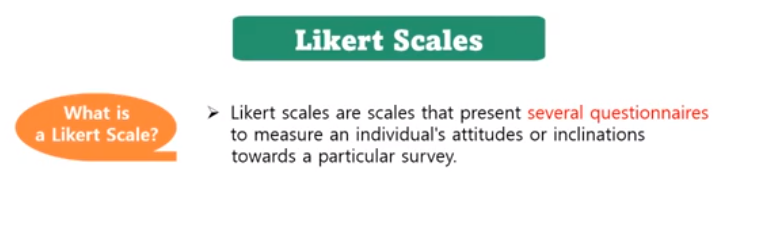 Likert Scales
What is
a Likert Scale?
➢ Likert scales are scales that present several questionnaires
to measure an individual's attitudes or inclinations
towards a particular survey.